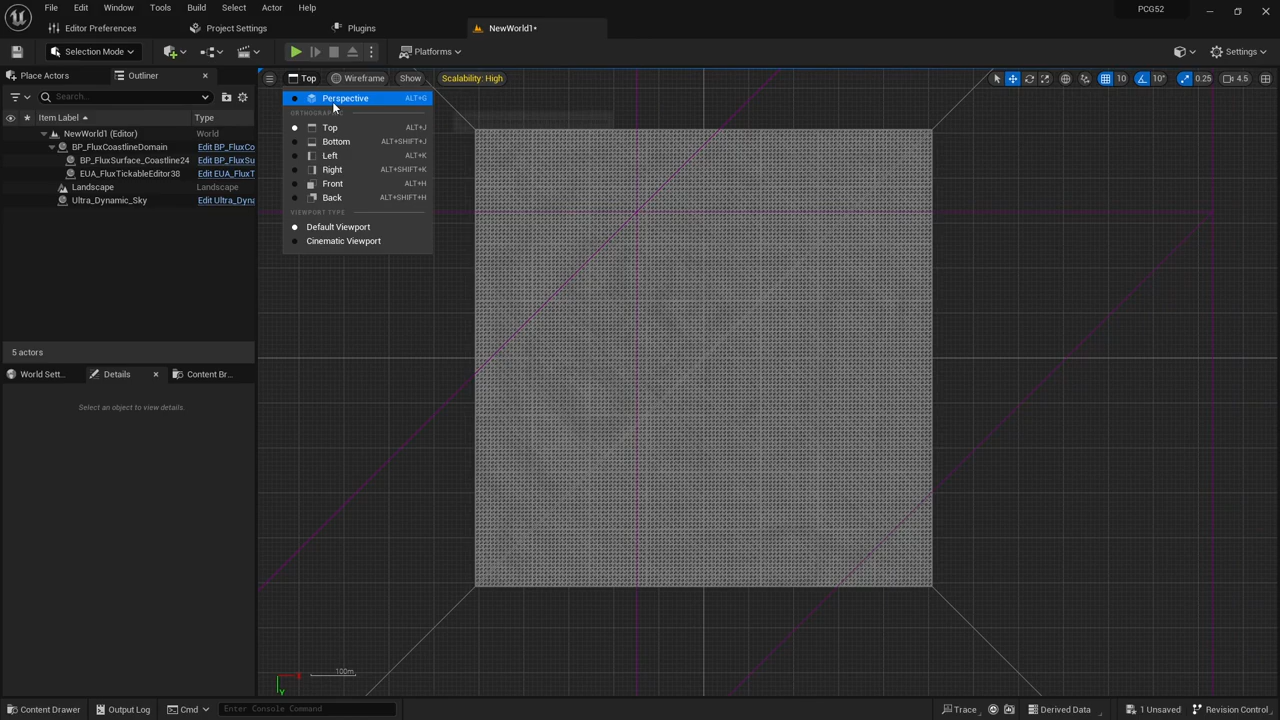 File Edit Window Tools Build Select Actor Help
PCG52
Editor Preferences Project Settings Plugins NewWorld1•
Selection Mode Platforms Settings
Place Actors Outliner
Top Wireframe Show Scalability: High
10 10° 0.25 4.5
Search...
Item Label Type
NewWorld1 (Editor) World
BP_FluxCoastlineDomain Edit BP_FluxCo
BP_FluxSurface_Coastline24 Edit BP_FluxSu
EUA_FluxTickableEditor38 Edit EUA_FluxT
Landscape Landscape
Ultra_Dynamic_Sky Edit Ultra_Dyna
5 actors
World Sett... Details Content Br...
Select an object to view details.
Perspective ALT+G
Top ALT+J
Bottom ALT+SHIFT+J
Left ALT+K
Right ALT+SHIFT+K
Front ALT+H
Back ALT+SHIFT+H
VIEWPORT TYPE
Default Viewport
Cinematic Viewport
100m
Y
Content Drawer Output Log Cmd Enter Console Command Trace Derived Data 1 Unsaved Revision Control